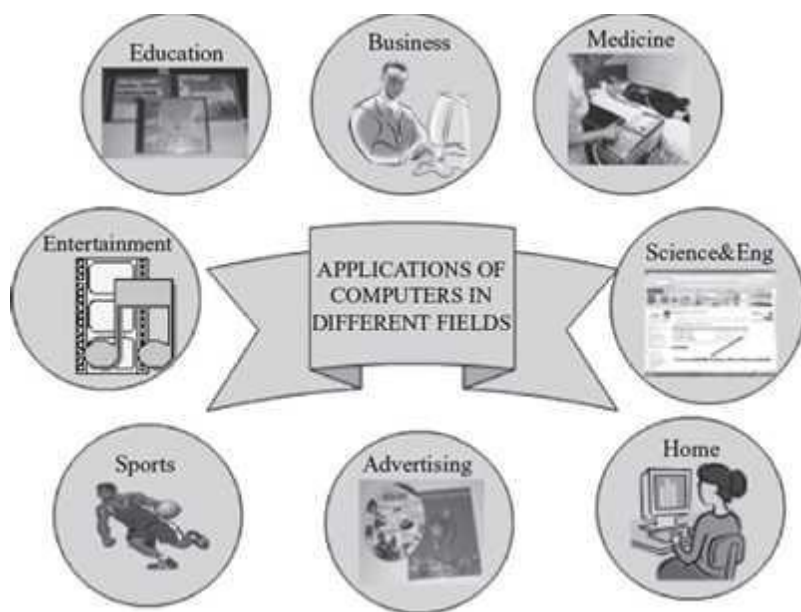 Education
Business
Medicine
Entertainment
APPLICATIONS OF
COMPUTERS IN
DIFFERENT FIELDS
Science&Eng
Sports
Advertising
Home